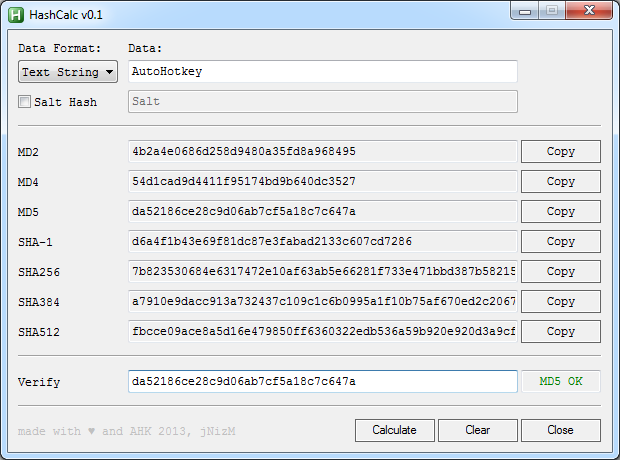 HashCalc v0.1
Data Format: Data:
Text String AutoHotkey
Salt Hash Salt
MD2 4b2a4e0686d258d9480a35fd8a968495 Copy
MD4 54d1cad9d4411f95174bd9b640dc3527 Copy
MD5 da52186ce28c9d06ab7cf5a18c7c647a Copy
SHA-1 d6a4f1b43e69f81dc87e3fabad2133c607cd7286 Copy
SHA256 7b823530684e6317472e10af63ab5e66281f733e471bbd387b58215 Copy
SHA384 a7910e9dacc913a732437c109c1c6b0995a1f10b75af670ed2c2067 Copy
SHA512 fbcce09ace8a5d16e479850ff6360322edb536a59b920e920d3a9cf Copy
Verify da52186ce28c9d06ab7cf5a18c7c647a MD5 OK
made with ♥ and AHK 2013, jNizM Calculate Clear Close